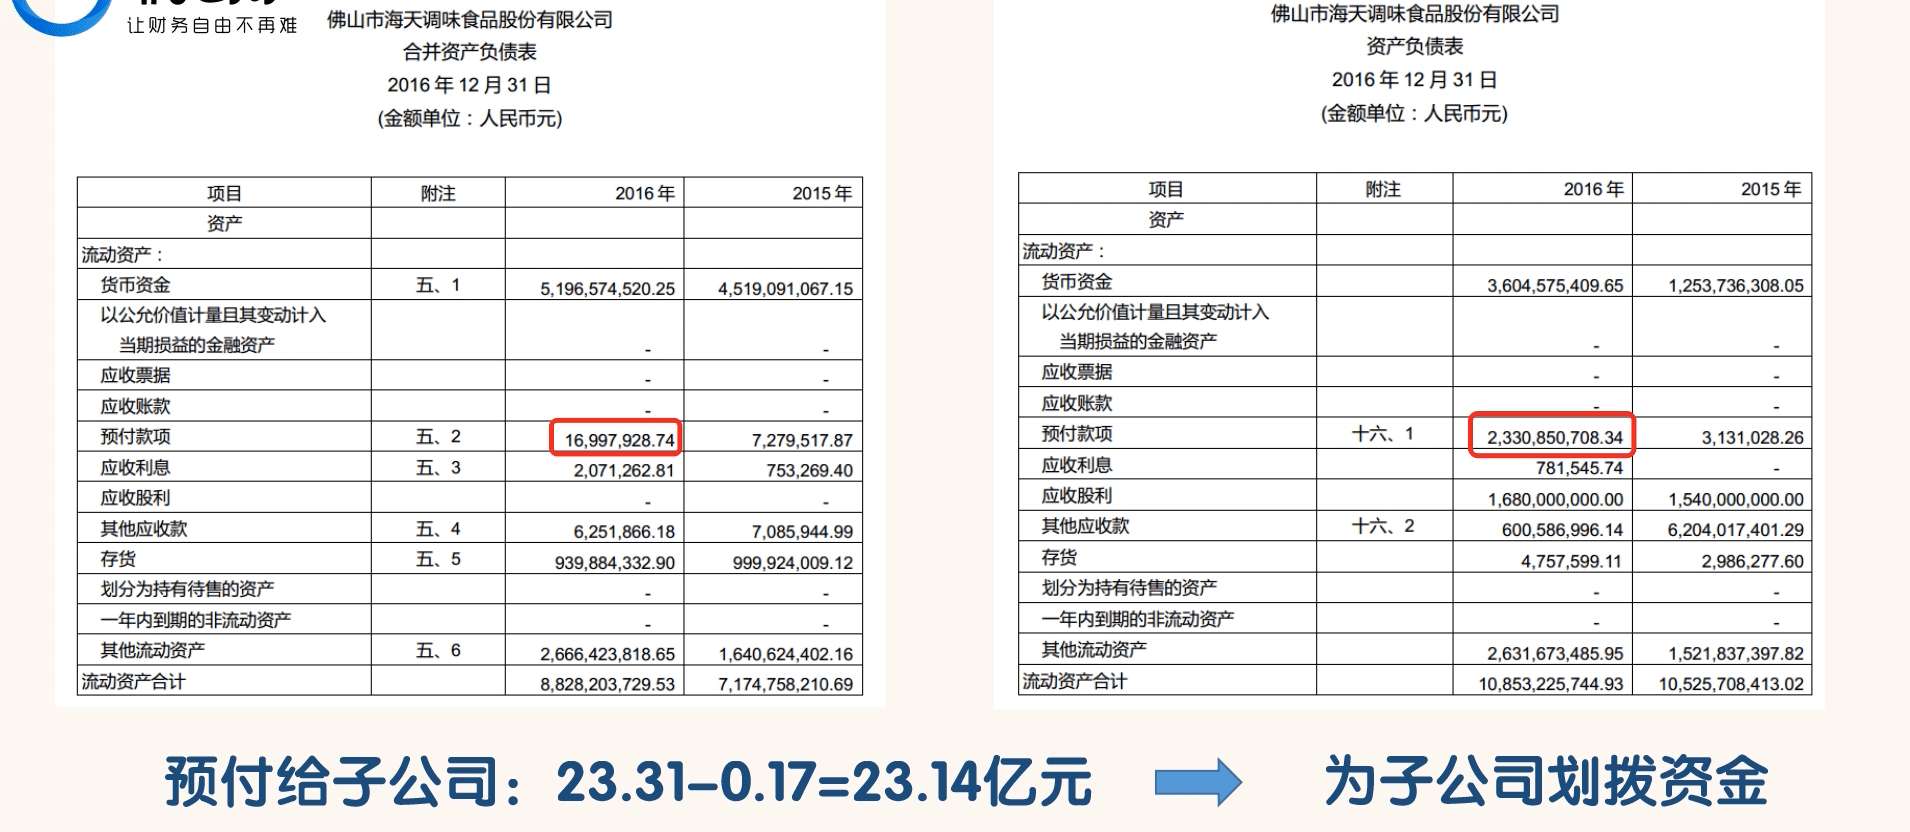 让财务自由不再难
佛山市海天调味食品股份有限公司
合并资产负债表
2016 年 12 月 31 日
(金额单位：人民币元)
项目 附注 2016 年 2015 年
资产
流动资产：
货币资金 五、1 5,196,574,520.25 4,519,091,067.15
以公允价值计量且其变动计入
当期损益的金融资产 - -
应收票据 - -
应收账款 - -
预付款项 五、2 16,997,928.74 7,279,517.87
应收利息 五、3 2,071,262.81 753,269.40
应收股利 - -
其他应收款 五、4 6,251,866.18 7,085,944.99
存货 五、5 939,884,332.90 999,924,009.12
划分为持有待售的资产 - -
一年内到期的非流动资产 - -
其他流动资产 五、6 2,666,423,818.65 1,640,624,402.16
流动资产合计 8,828,203,729.53 7,174,758,210.69
佛山市海天调味食品股份有限公司
资产负债表
2016 年 12 月 31 日
(金额单位：人民币元)
项目 附注 2016 年 2015 年
资产
流动资产：
货币资金 3,604,575,409.65 1,253,736,308.05
以公允价值计量且其变动计入
当期损益的金融资产 - -
应收票据 - -
应收账款 - -
预付款项 十六、1 2,330,850,708.34 3,131,028.26
应收利息 781,545.74 -
应收股利 1,680,000,000.00 1,540,000,000.00
其他应收款 十六、2 600,586,996.14 6,204,017,401.29
存货 4,757,599.11 2,986,277.60
划分为持有待售的资产 - -
一年内到期的非流动资产 - -
其他流动资产 2,631,673,485.95 1,521,837,397.82
流动资产合计 10,853,225,744.93 10,525,708,413.02
预付给子公司：23.31-0.17=23.14亿元
为子公司划拨资金